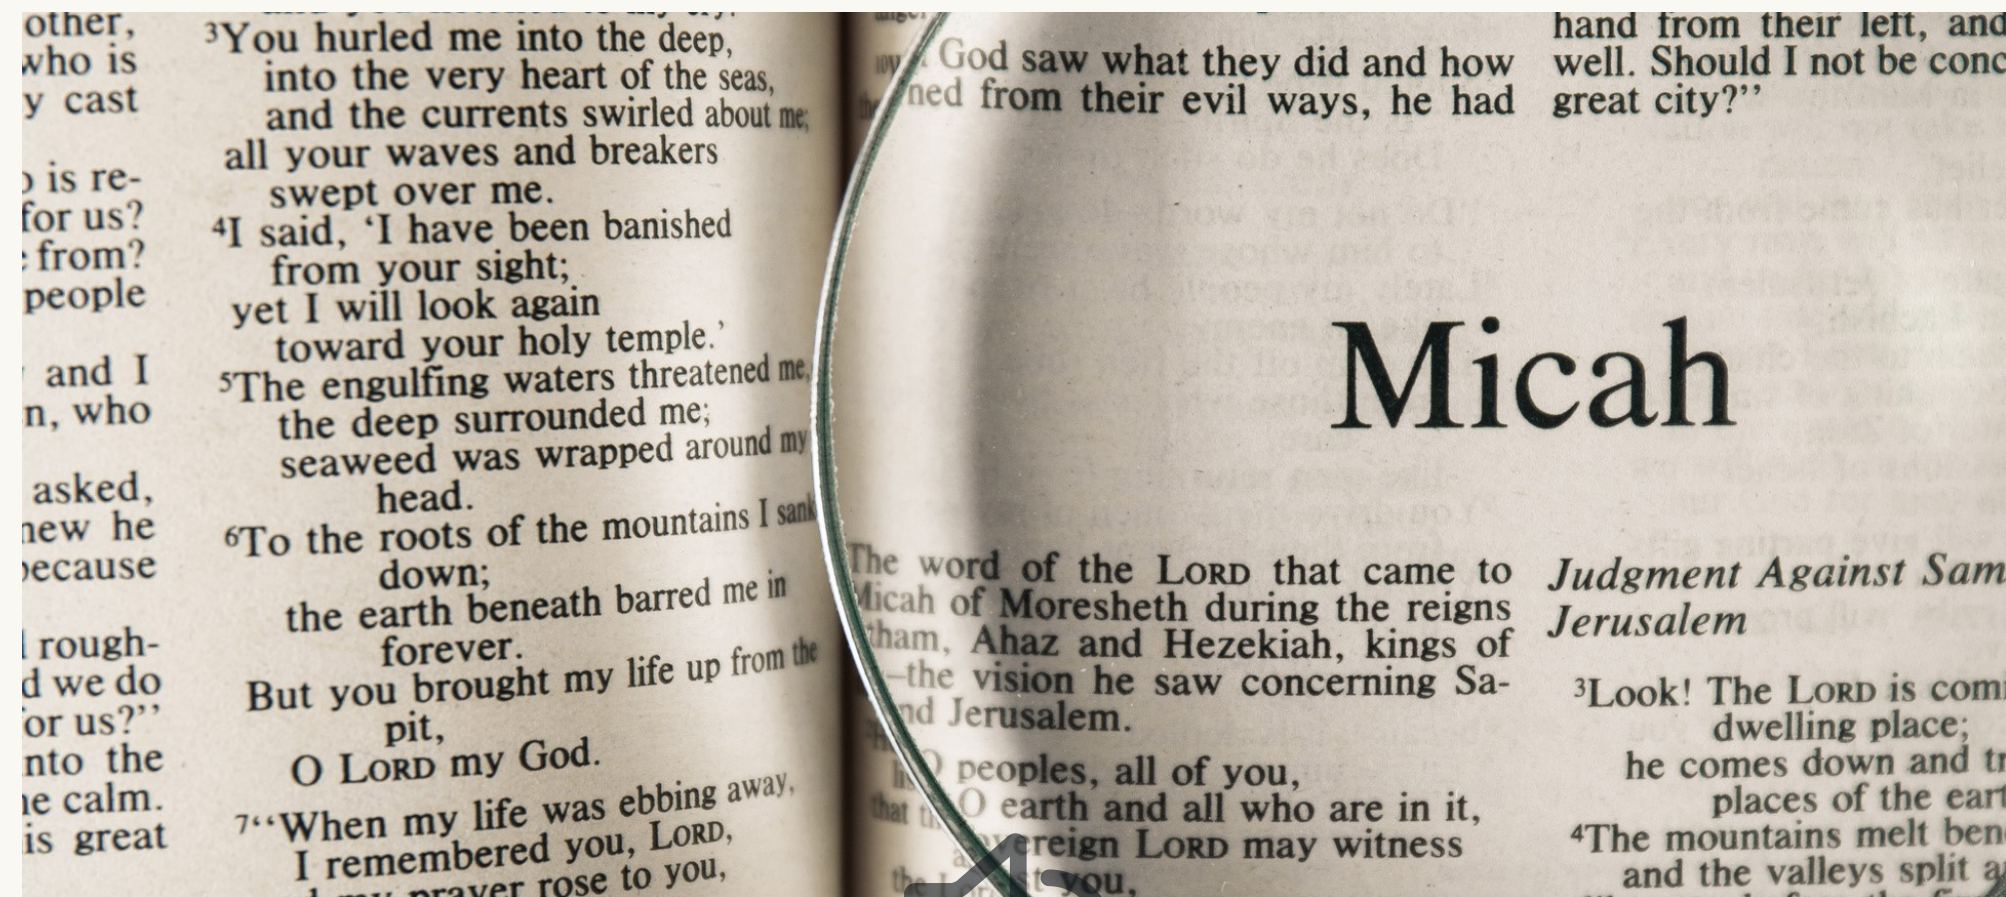 other,
who is
y cast
is re-
for us?
from?
people
and I
n, who
asked,
new he
because
rough-
d we do
or us?’’
nto the
he calm.
is great
³You hurled me into the deep,
into the very heart of the seas,
and the currents swirled about me;
all your waves and breakers
swept over me.
⁴I said, ‘I have been banished
from your sight;
yet I will look again
toward your holy temple.’
⁵The engulfing waters threatened me,
the deep surrounded me;
seaweed was wrapped around my
head.
⁶To the roots of the mountains I sank
down;
the earth beneath barred me in
forever.
But you brought my life up from the
pit,
O LORD my God.
⁷‘‘When my life was ebbing away,
I remembered you, LORD,
my prayer rose to you,
God saw what they did and how
ned from their evil ways, he had
hand from their left, and
well. Should I not be conc
great city?’’
Micah
The word of the LORD that came to
Micah of Moresheth during the reigns
tham, Ahaz and Hezekiah, kings of
—the vision he saw concerning Sa-
nd Jerusalem.
O peoples, all of you,
O earth and all who are in it,
ereign LORD may witness
st you,
Judgment Against Sam
Jerusalem
³Look! The LORD is com
dwelling place;
he comes down and tr
places of the eart
⁴The mountains melt ben
and the valleys split a